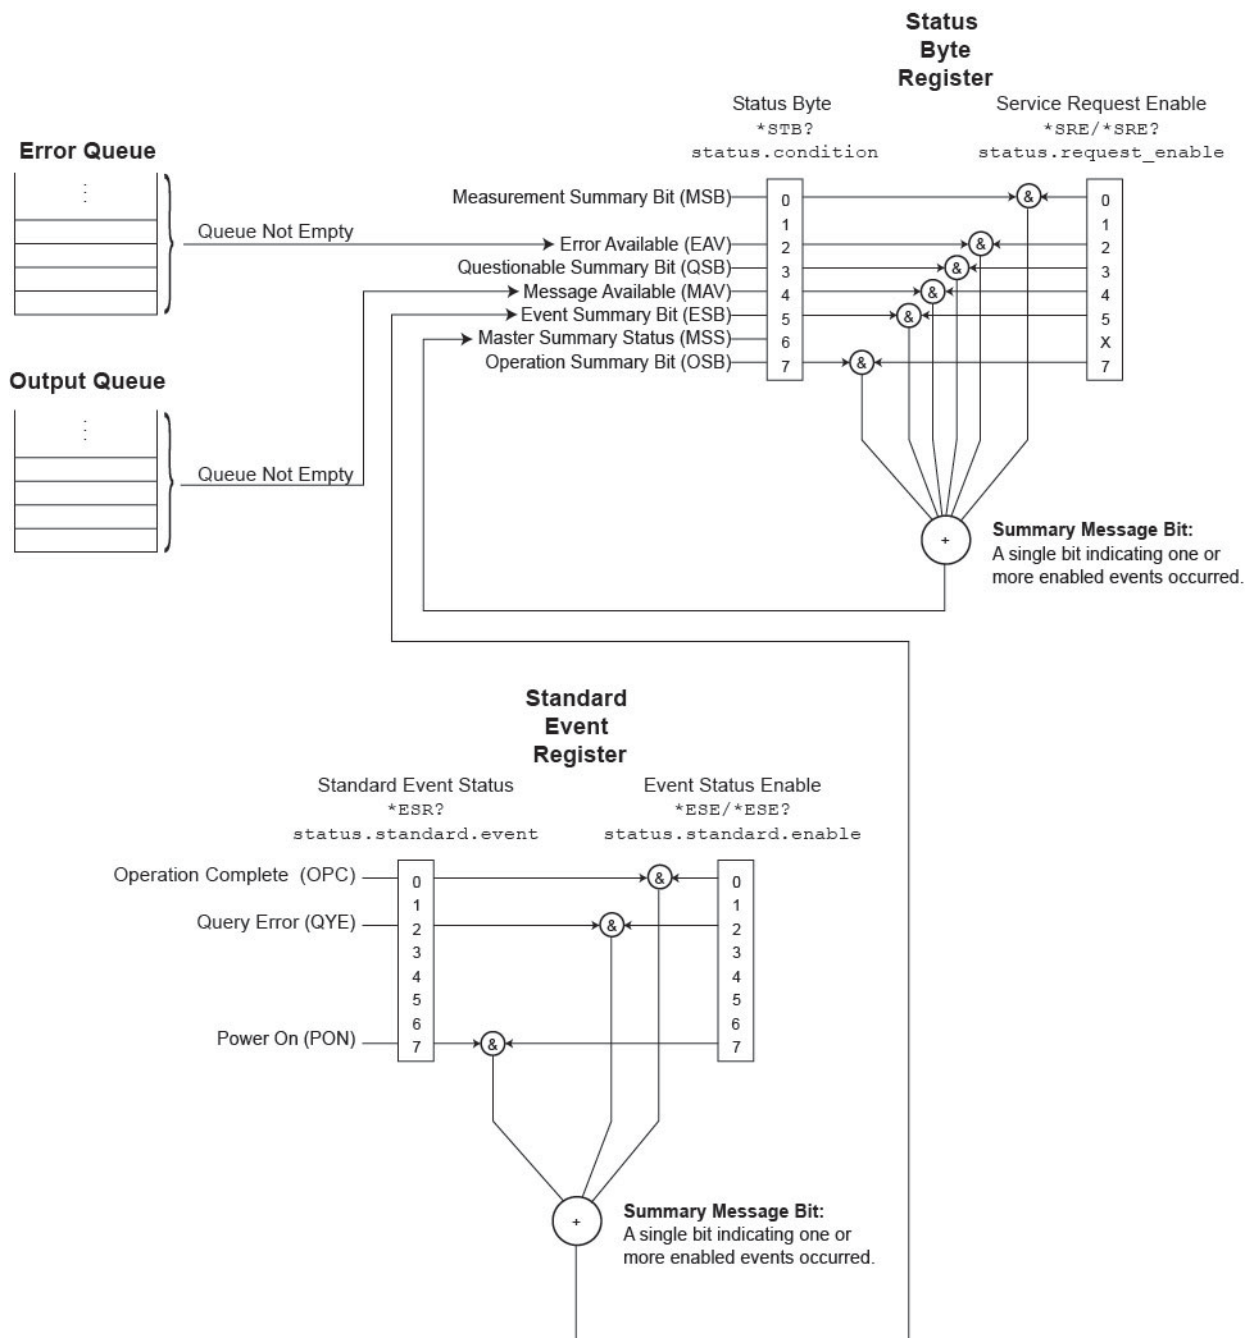 Status
Byte
Register
Status Byte
*STB?
status.condition
Service Request Enable
*SRE/*SRE?
status.request_enable
Error Queue
Queue Not Empty
Measurement Summary Bit (MSB)
Error Available (EAV)
Questionable Summary Bit (QSB)
Message Available (MAV)
Event Summary Bit (ESB)
Master Summary Status (MSS)
Operation Summary Bit (OSB)
0
1
2
3
4
5
6
7
&
&
&
&
&
&
0
1
2
3
4
5
X
7
Output Queue
Queue Not Empty
+
Summary Message Bit:
A single bit indicating one or
more enabled events occurred.
Standard
Event
Register
Standard Event Status
*ESR?
status.standard.event
Event Status Enable
*ESE/*ESE?
status.standard.enable
Operation Complete (OPC)
Query Error (QYE)
Power On (PON)
0
1
2
3
4
5
6
7
&
&
&
0
1
2
3
4
5
6
7
+
Summary Message Bit:
A single bit indicating one or
more enabled events occurred.